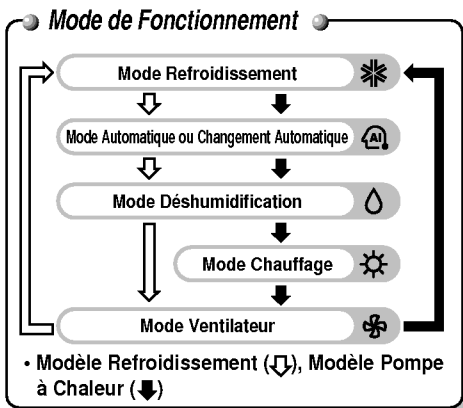 Mode de Fonctionnement
Mode Refroidissement
Mode Automatique ou Changement Automatique
AI
Mode Déshumidification
Mode Chauffage
Mode Ventilateur
• Modèle Refroidissement (⇩), Modèle Pompe
à Chaleur (⬇)